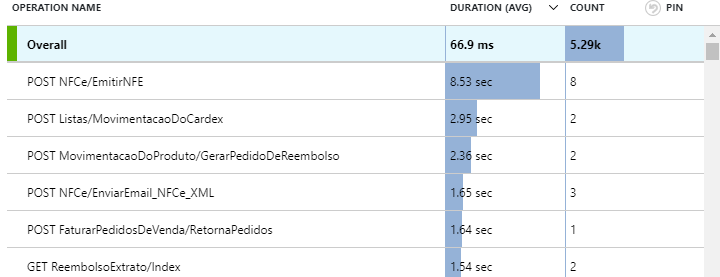 OPERATION NAME DURATION (AVG) COUNT PIN
Overall 66.9 ms 5.29k
POST NFCe/EmitirNFE 8.53 sec 8
POST Listas/MovimentacaoDoCardex 2.95 sec 2
POST MovimentacaoDoProduto/GerarPedidoDeReembolso 2.36 sec 2
POST NFCe/EnviarEmail_NFCe_XML 1.65 sec 3
POST FaturarPedidosDeVenda/RetornaPedidos 1.64 sec 1
GET ReembolsoExtrato/Index 1.54 sec 2